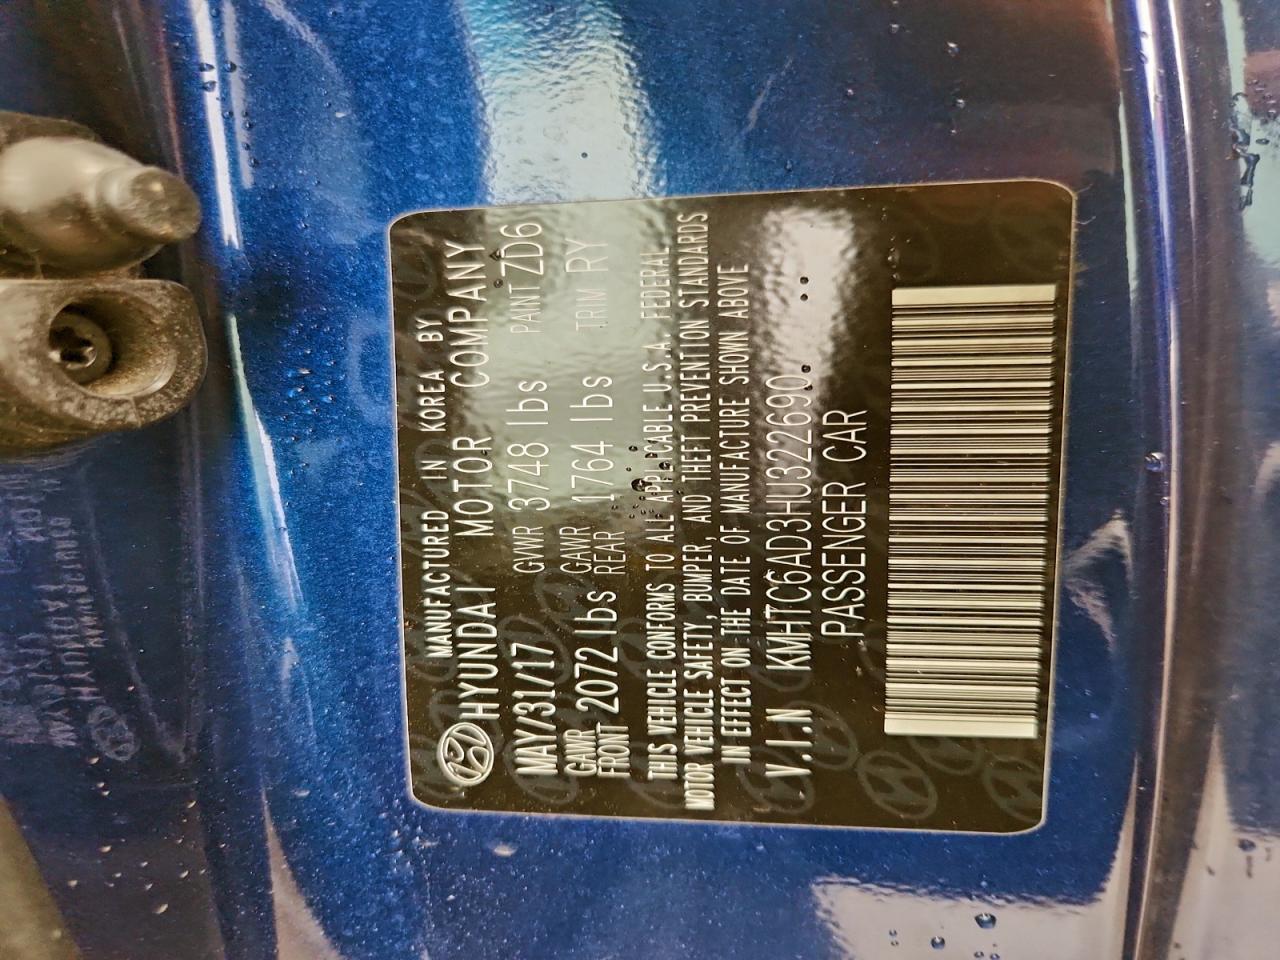 MANUFACTURED IN KOREA BY
HYUNDAI MOTOR COMPANY
MAY/31/17 GVWR 3748 lbs PAINT ZD6
GAWR FRONT 2072 lbs GAWR REAR 1764 lbs TRIM RY
THIS VEHICLE CONFORMS TO ALL APPLICABLE U.S.A FEDERAL
MOTOR VEHICLE SAFETY, BUMPER, AND THEFT PREVENTION STANDARDS
IN EFFECT ON THE DATE OF MANUFACTURE SHOWN ABOVE
V.I.N KMHTC6AD3HU322690
PASSENGER CAR